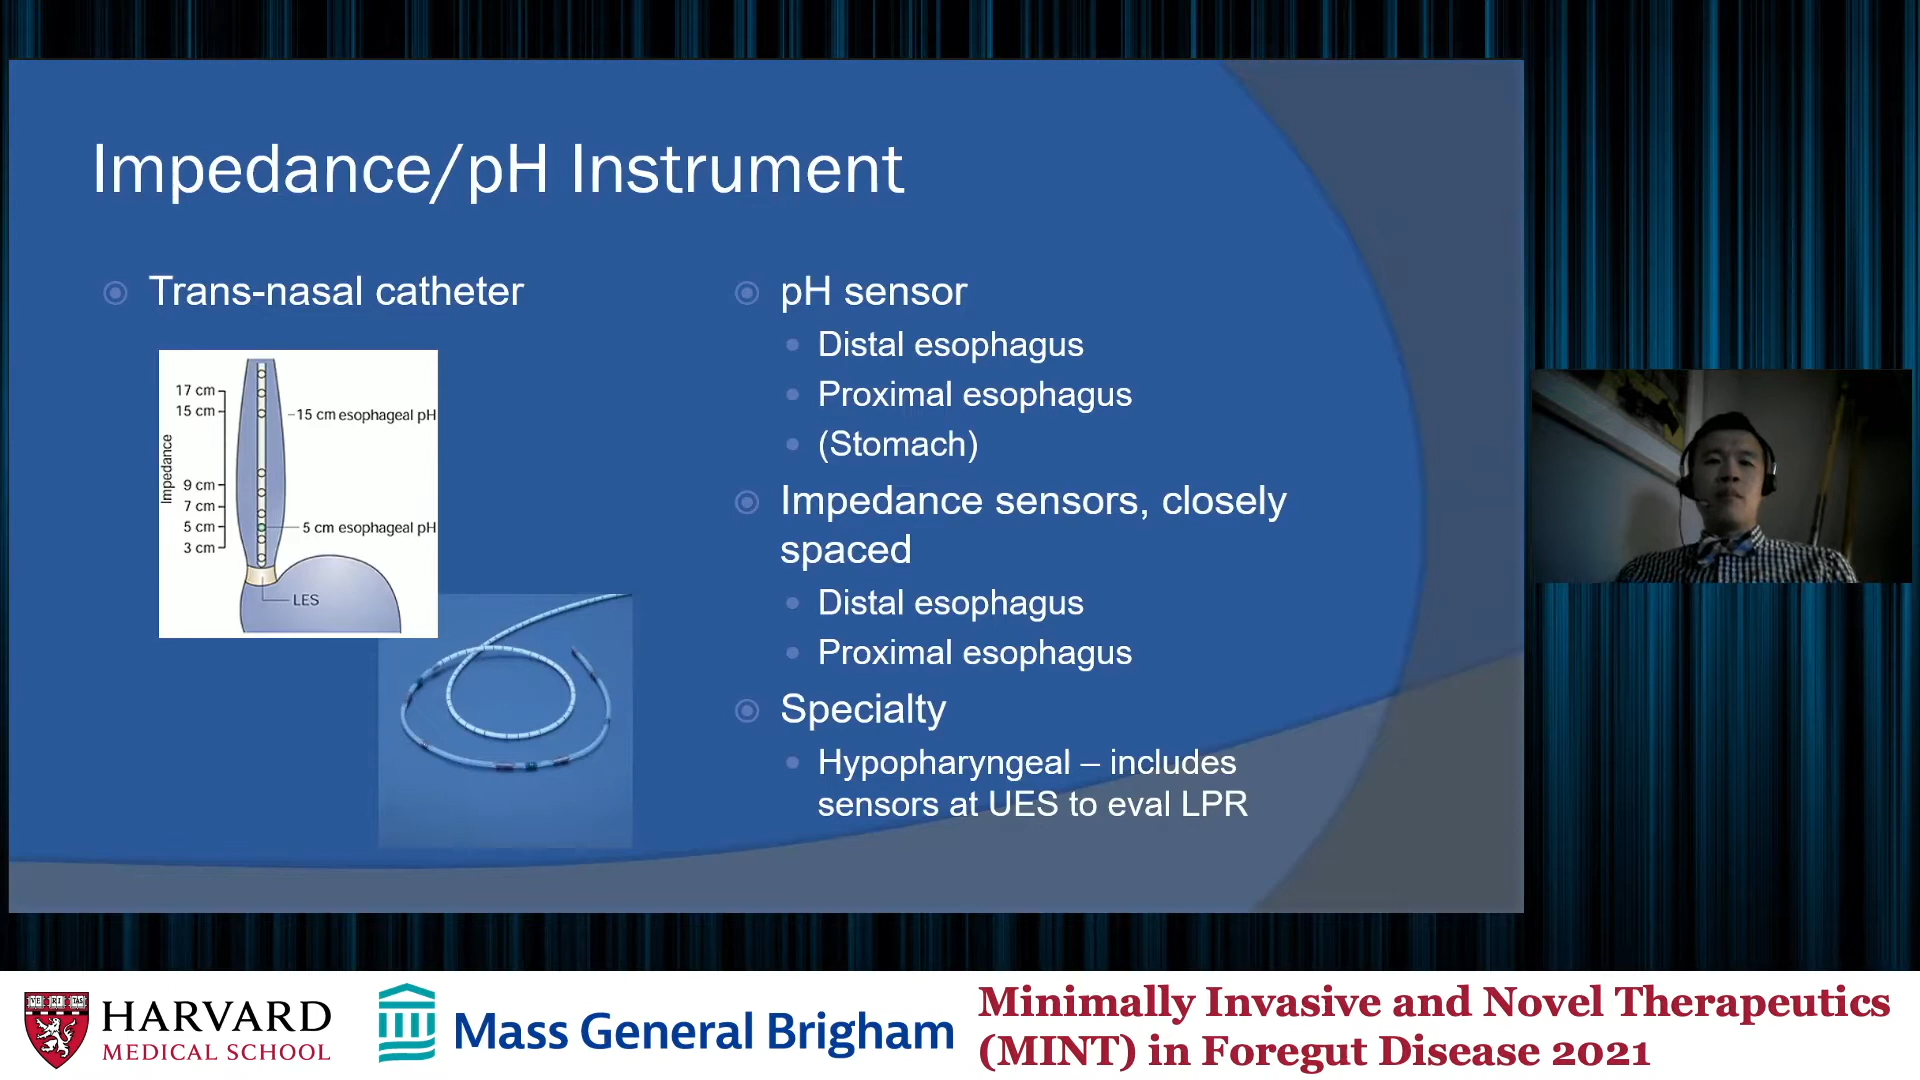 Impedance/pH Instrument
Trans-nasal catheter
17 cm
15 cm
9 cm
7 cm
5 cm
3 cm
Impedance
15 cm esophageal pH
5 cm esophageal pH
LES
pH sensor
Distal esophagus
Proximal esophagus
(Stomach)
Impedance sensors, closely
spaced
Distal esophagus
Proximal esophagus
Specialty
Hypopharyngeal – includes
sensors at UES to eval LPR
VE RI TAS
HARVARD
MEDICAL SCHOOL
Mass General Brigham
Minimally Invasive and Novel Therapeutics
(MINT) in Foregut Disease 2021